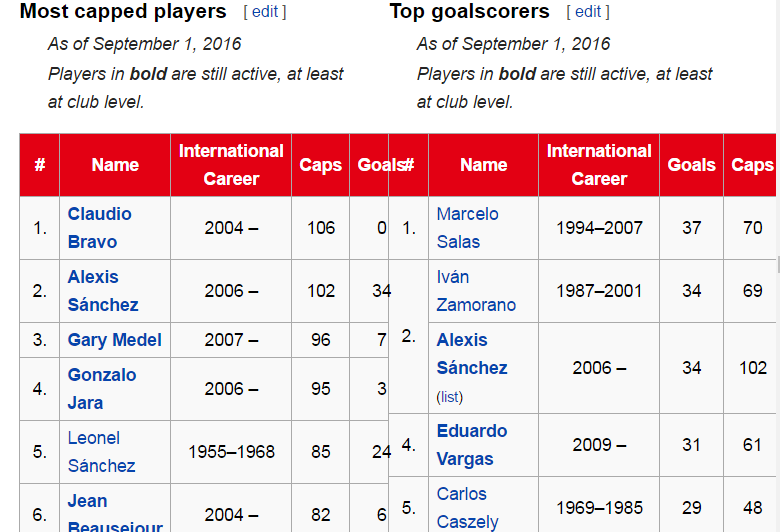 Most capped players [ edit ]
As of September 1, 2016
Players in bold are still active, at least
at club level.
# Name International Career Caps Goals
1. Claudio Bravo 2004 – 106 0
2. Alexis Sánchez 2006 – 102 34
3. Gary Medel 2007 – 96 7
4. Gonzalo Jara 2006 – 95 3
5. Leonel Sánchez 1955–1968 85 24
6. Jean Beausejour 2004 – 82 6
Top goalscorers [ edit ]
As of September 1, 2016
Players in bold are still active, at least
at club level.
# Name International Career Goals Caps
1. Marcelo Salas 1994–2007 37 70
2. Iván Zamorano 1987–2001 34 69
Alexis Sánchez (list) 2006 – 34 102
4. Eduardo Vargas 2009 – 31 61
5. Carlos Caszely 1969–1985 29 48